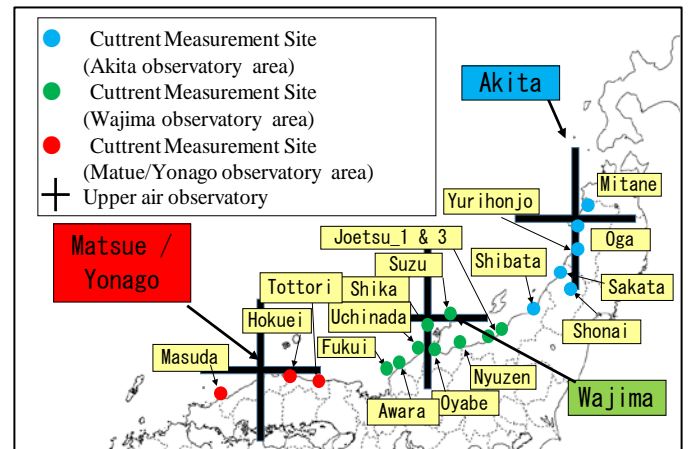 Cuttrent Measurement Site
(Akita observatory area)
Cuttrent Measurement Site
(Wajima observatory area)
Cuttrent Measurement Site
(Matue/Yonago observatory area)
Upper air observatory
Akita
Mitane
Yurihonjo
Oga
Joetsu_1 & 3
Matsue /
Yonago
Suzu
Shibata
Tottori
Shika
Sakata
Hokuei
Uchinada
Shonai
Masuda
Fukui
Nyuzen
Wajima
Awara
Oyabe